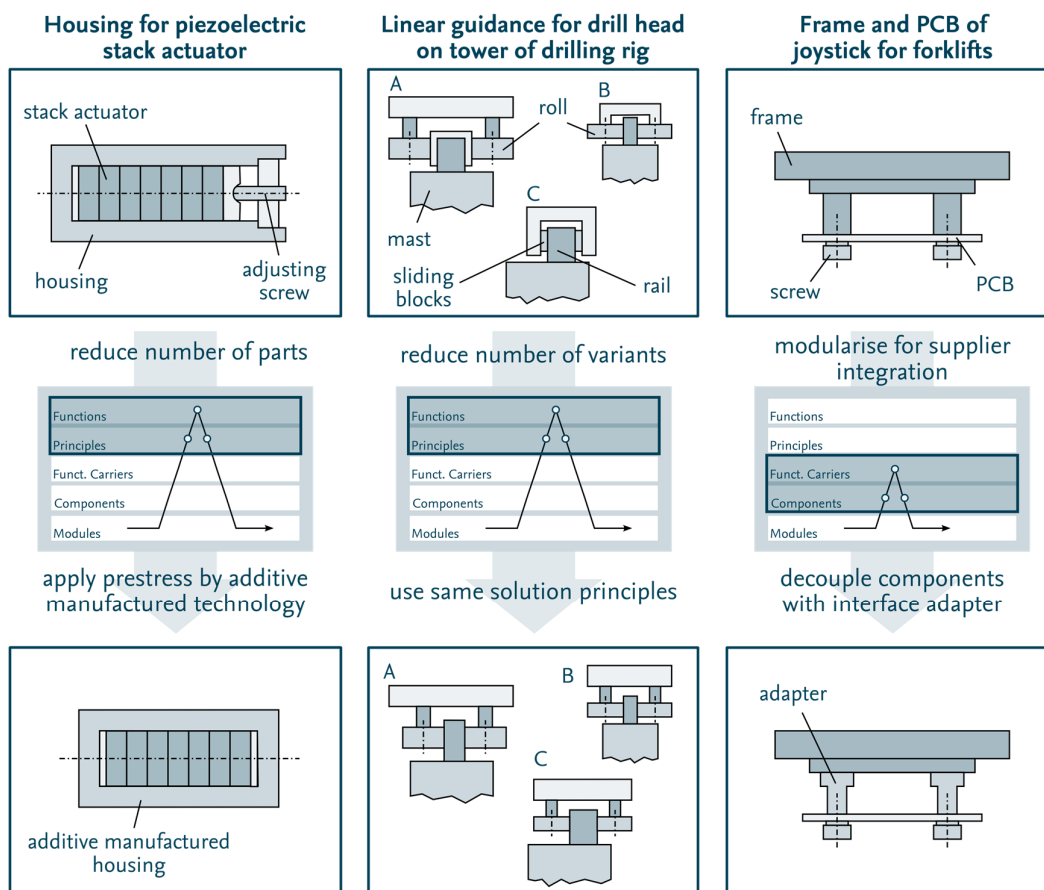 Housing for piezoelectric
stack actuator
stack actuator
housing
adjusting
screw
reduce number of parts
Functions
Principles
Funct. Carriers
Components
Modules
apply prestress by additive
manufactured technology
additive manufactured
housing
Linear guidance for drill head
on tower of drilling rig
A
B
roll
C
mast
sliding
blocks
rail
reduce number of variants
Functions
Principles
Funct. Carriers
Components
Modules
use same solution principles
A
B
C
Frame and PCB of
joystick for forklifts
frame
screw
PCB
modularise for supplier
integration
Functions
Principles
Funct. Carriers
Components
Modules
decouple components
with interface adapter
adapter